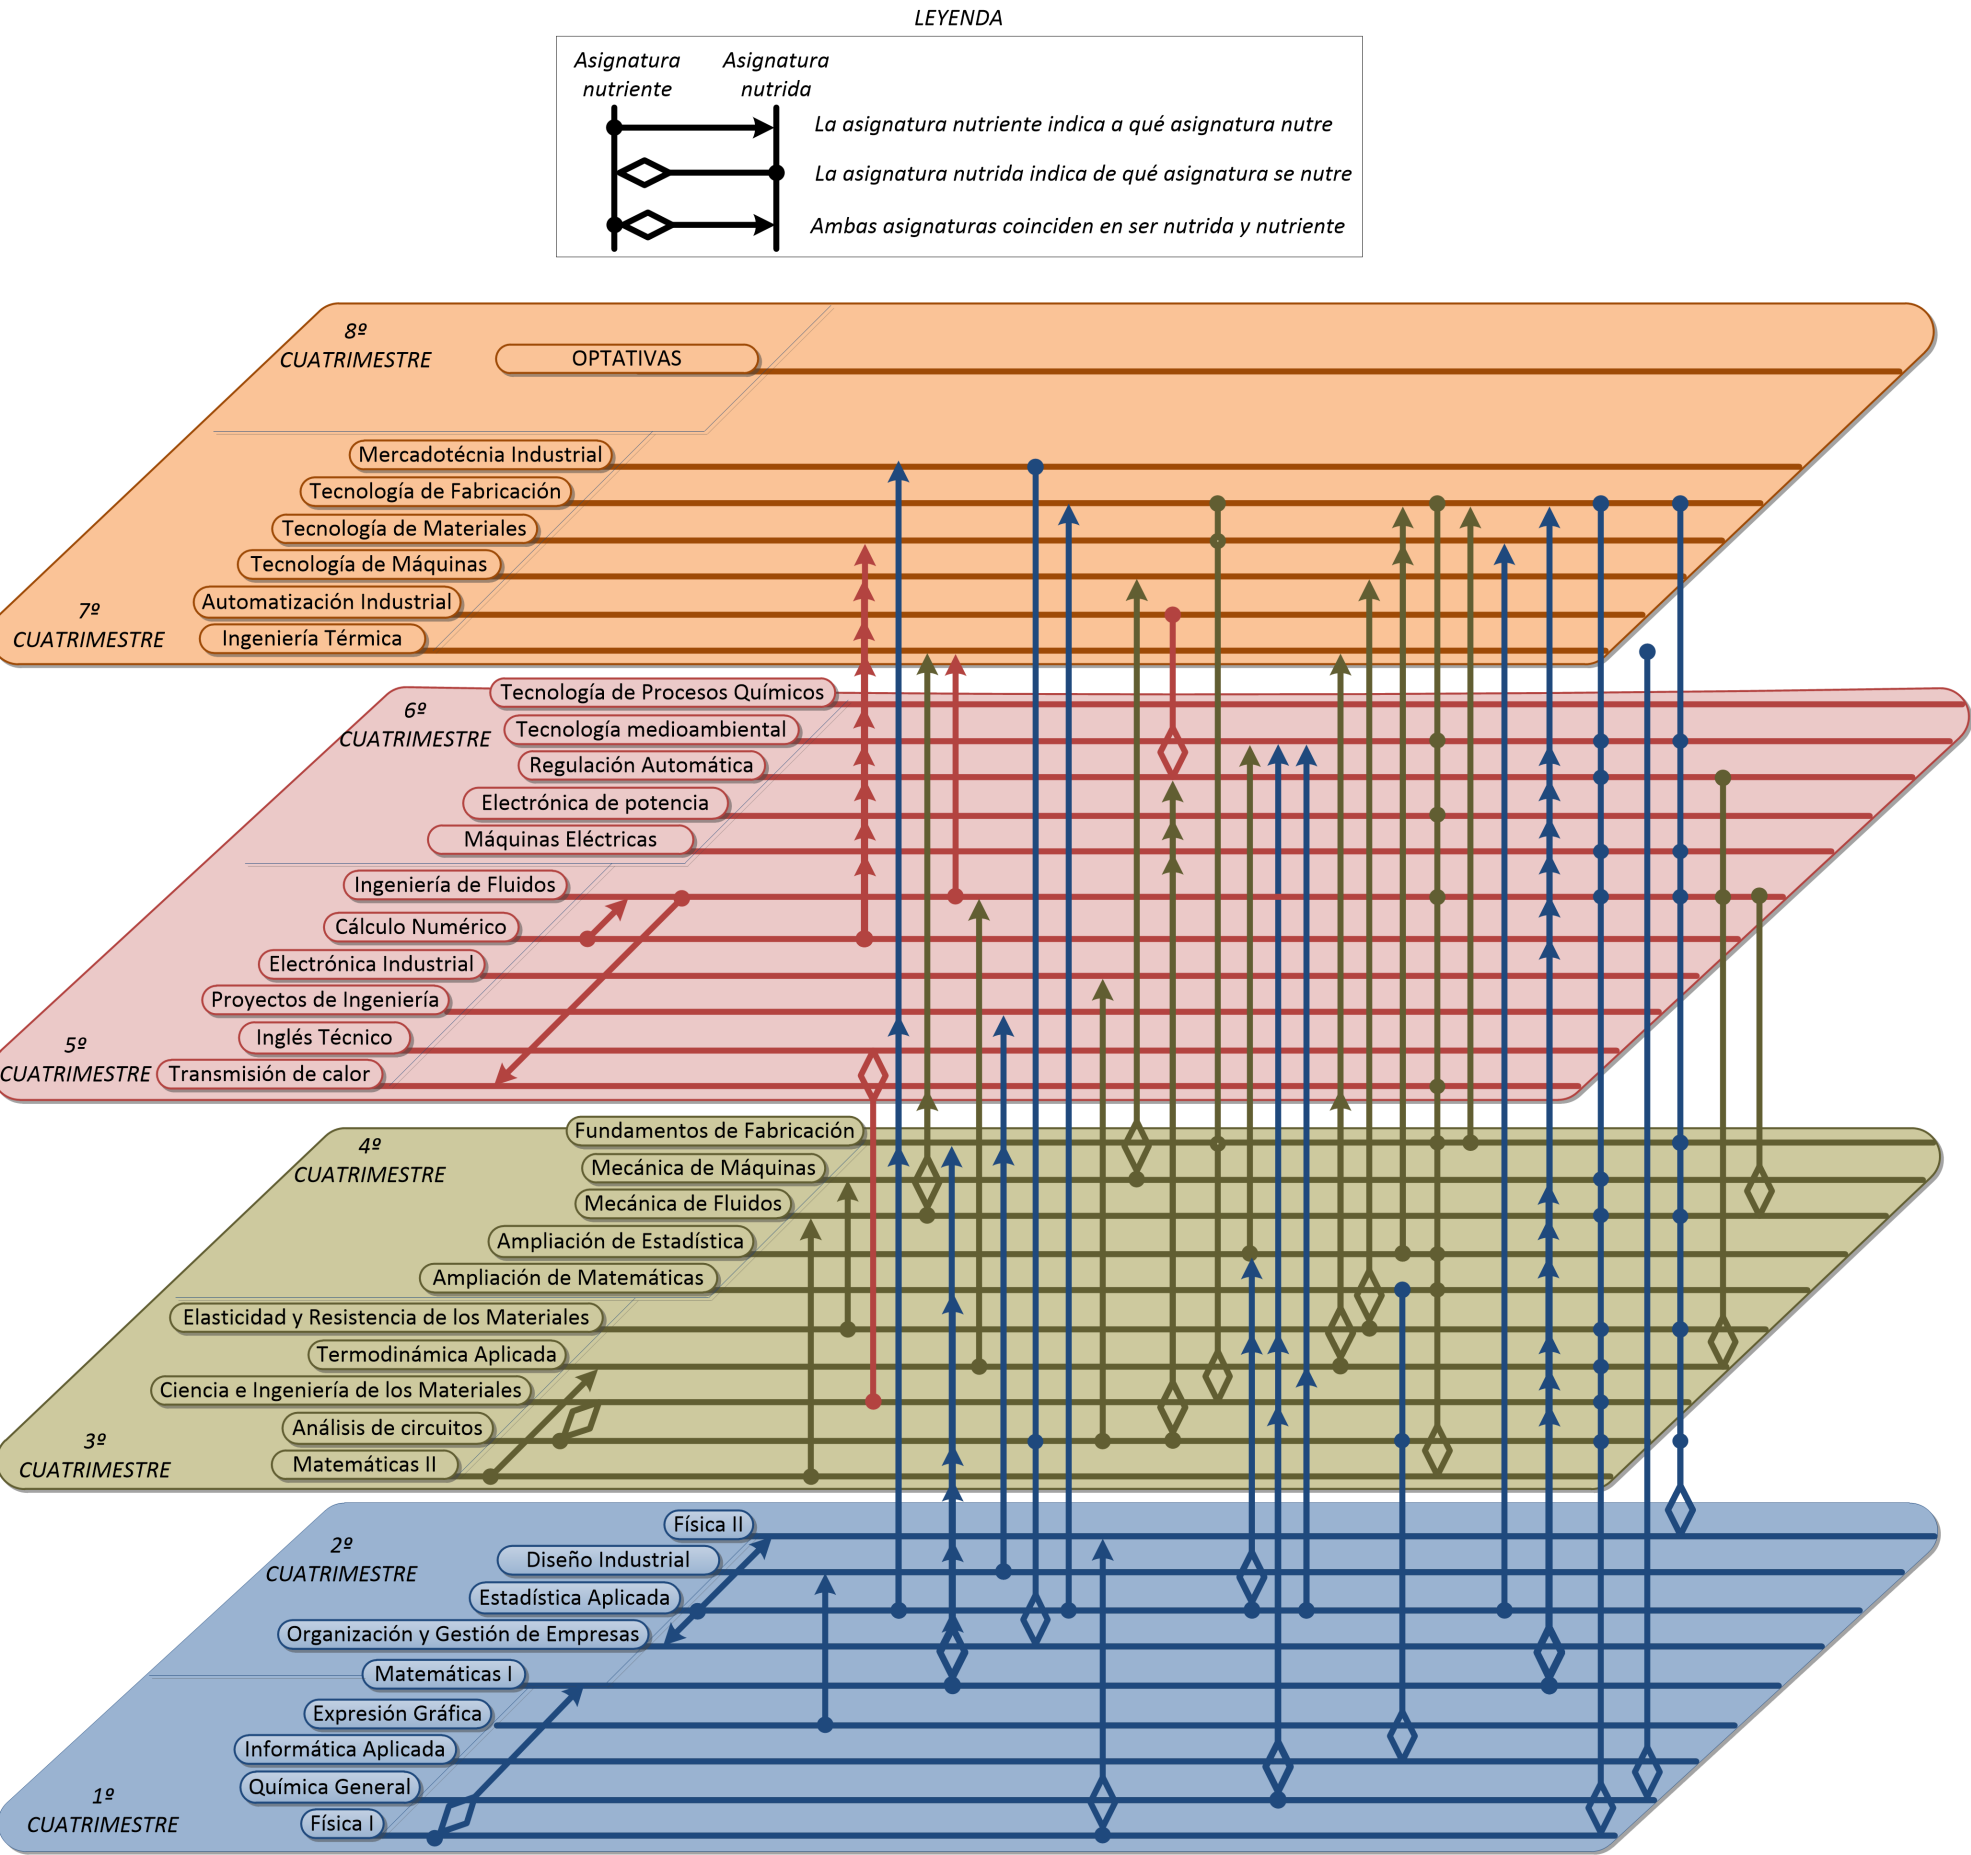 LEYENDA
Asignatura
nutriente
Asignatura
nutrida
La asignatura nutriente indica a qué asignatura nutre
La asignatura nutrida indica de qué asignatura se nutre
Ambas asignaturas coinciden en ser nutrida y nutriente
8º
CUATRIMESTRE
OPTATIVAS
Mercadotécnia Industrial
Tecnología de Fabricación
Tecnología de Materiales
Tecnología de Máquinas
Automatización Industrial
7º
CUATRIMESTRE
Ingeniería Térmica
Tecnología de Procesos Químicos
6º
CUATRIMESTRE
Tecnología medioambiental
Regulación Automática
Electrónica de potencia
Máquinas Eléctricas
Ingeniería de Fluidos
Cálculo Numérico
Electrónica Industrial
Proyectos de Ingeniería
Inglés Técnico
5º
CUATRIMESTRE
Transmisión de calor
Fundamentos de Fabricación
4º
CUATRIMESTRE
Mecánica de Máquinas
Mecánica de Fluidos
Ampliación de Estadística
Ampliación de Matemáticas
Elasticidad y Resistencia de los Materiales
Termodinámica Aplicada
Ciencia e Ingeniería de los Materiales
Análisis de circuitos
3º
CUATRIMESTRE
Matemáticas II
Física II
2º
CUATRIMESTRE
Diseño Industrial
Estadística Aplicada
Organización y Gestión de Empresas
Matemáticas I
Expresión Gráfica
Informática Aplicada
Química General
1º
CUATRIMESTRE
Física I